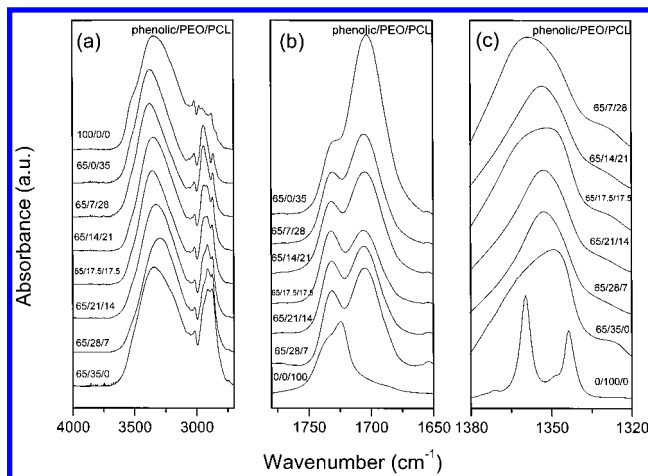 Absorbance (a.u.)
(a)
phenolic/PEO/PCL
100/0/0
65/0/35
65/7/28
65/14/21
65/17.5/17.5
65/21/14
65/28/7
65/35/0
4000 3500 3000
(b)
phenolic/PEO/PCL
65/0/35
65/7/28
65/14/21
65/17.5/17.5
65/21/14
65/28/7
0/0/100
1750 1700 1650
(c)
phenolic/PEO/PCL
65/7/28
65/14/21
65/17.5/17.5
65/21/14
65/28/7
65/35/0
0/100/0
1380 1350 1320
Wavenumber (cm⁻¹)